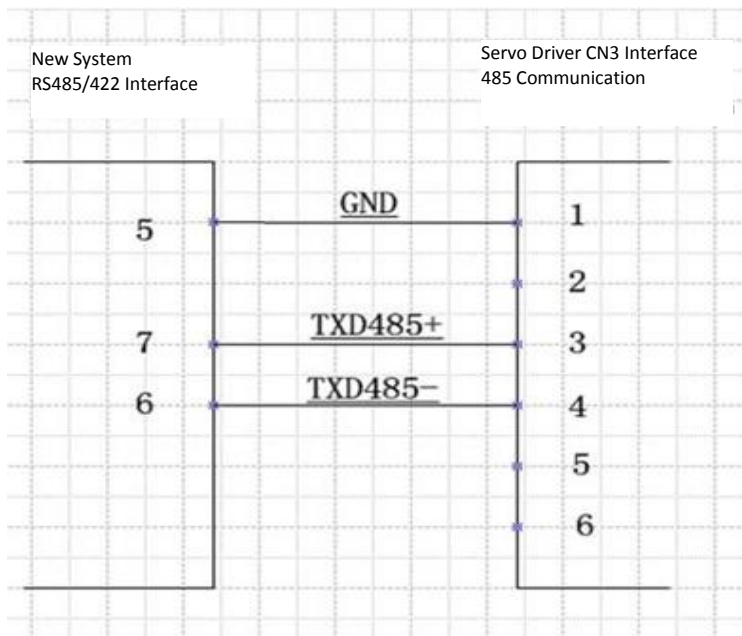 New System
RS485/422 Interface
Servo Driver CN3 Interface
485 Communication
GND
5
1
2
TXD485+
7
3
TXD485-
6
4
5
6